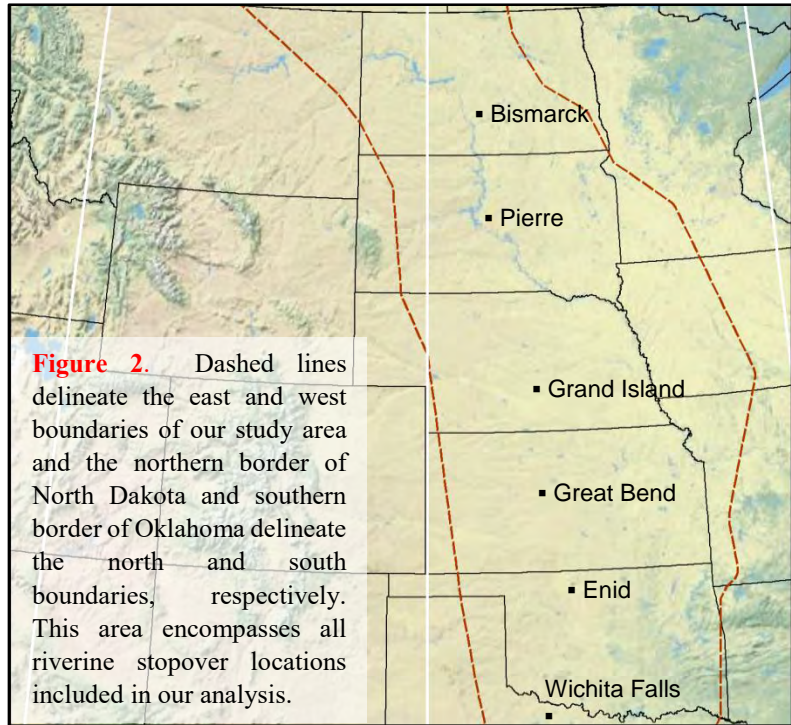 Bismarck
Pierre
Figure 2. Dashed lines
delineate the east and west
boundaries of our study area
and the northern border of
North Dakota and southern
border of Oklahoma delineate
the north and south
boundaries, respectively.
This area encompasses all
riverine stopover locations
included in our analysis.
Grand Island
Great Bend
Enid
Wichita Falls